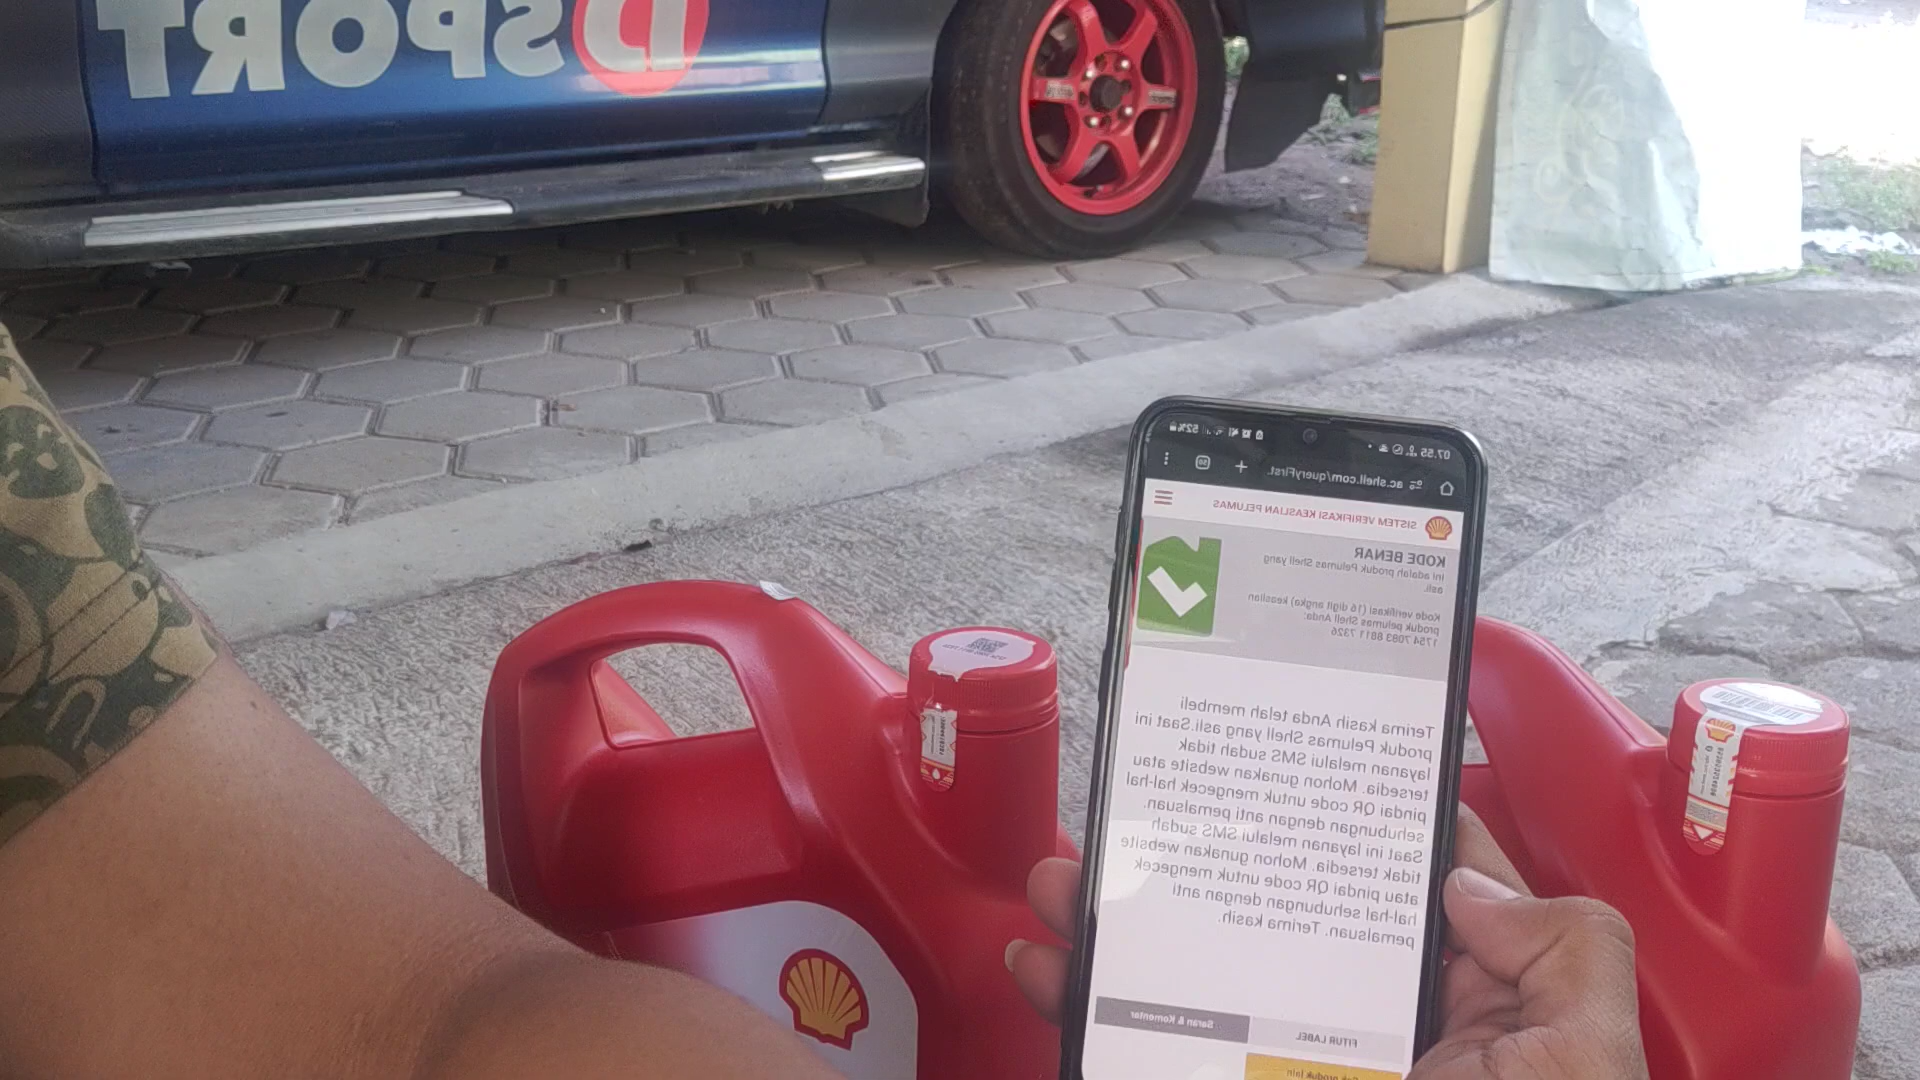 D SPORT
07.55
52%
ac.shell.com/queryFirst.
50
SISTEM VERIFIKASI KEASLIAN PELUMAS
KODE BENAR
Ini adalah produk Pelumas Shell yang
asli.
Kode verifikasi (16 digit angka) keaslian
produk pelumas Shell Anda:
1754 7083 8811 7326
Terima kasih Anda telah membeli
produk Pelumas Shell yang asli.Saat ini
layanan melalui SMS sudah tidak
tersedia. Mohon gunakan website atau
pindai QR code untuk mengecek hal-hal
sehubungan dengan anti pemalsuan.
Saat ini layanan melalui SMS sudah
tidak tersedia. Mohon gunakan website
atau pindai QR code untuk mengecek
hal-hal sehubungan dengan anti
pemalsuan. Terima kasih.
FITUR LABEL
Saran & Komentar
produk lain